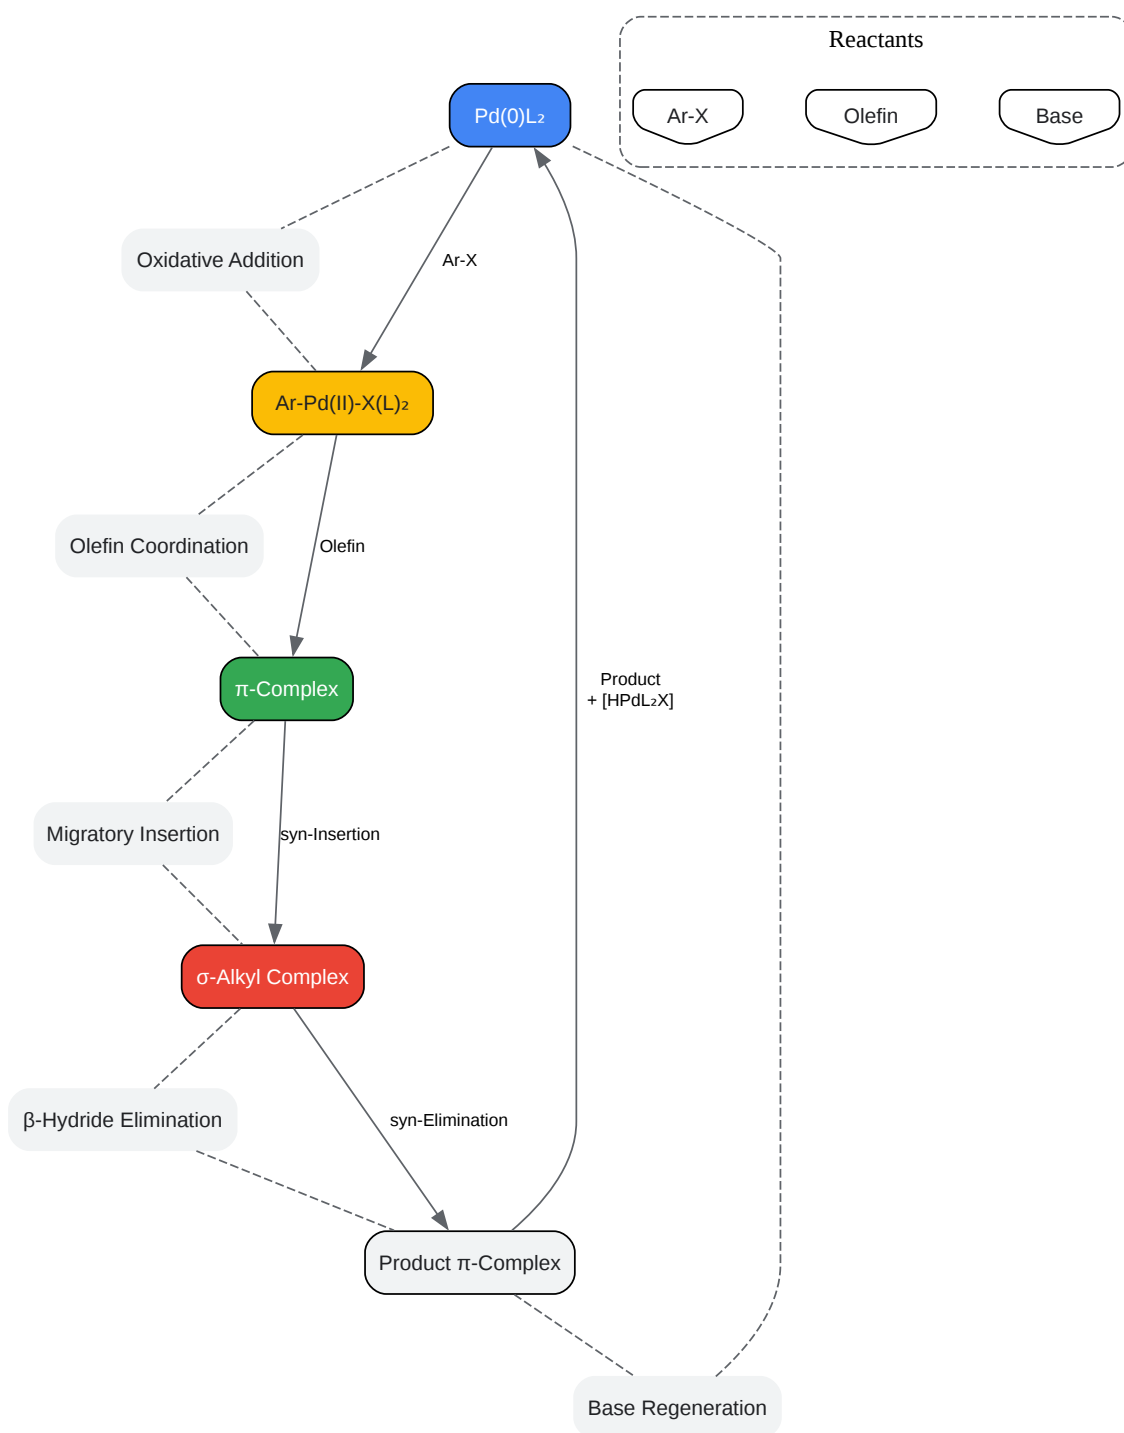 Reactants
Pd(0)L₂
Ar-X
Olefin
Base
Oxidative Addition
Ar-X
Ar-Pd(II)-X(L)₂
Olefin Coordination
Olefin
π-Complex
Product
+ [HPdL₂X]
Migratory Insertion
syn-Insertion
σ-Alkyl Complex
β-Hydride Elimination
syn-Elimination
Product π-Complex
Base Regeneration